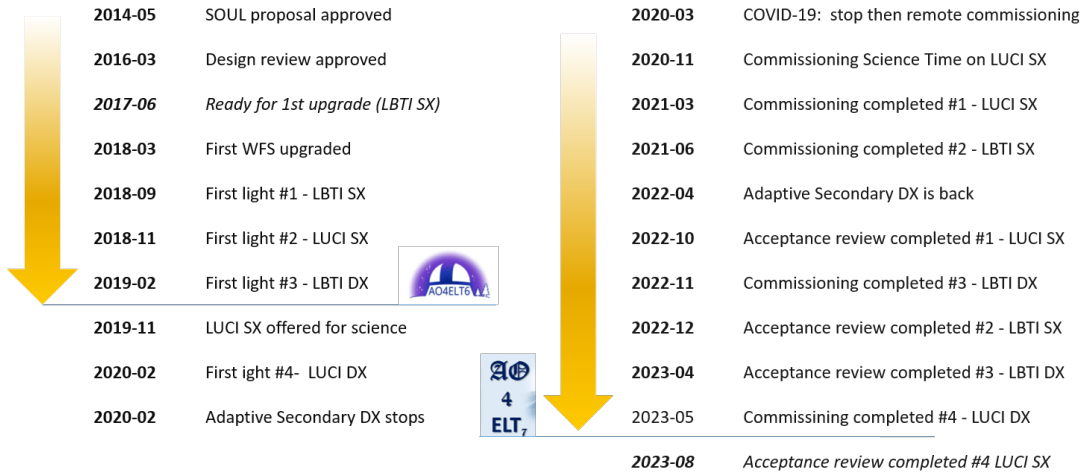 2014-05 SOUL proposal approved
2016-03 Design review approved
2017-06 Ready for 1st upgrade (LBTI SX)
2018-03 First WFS upgraded
2018-09 First light #1 - LBTI SX
2018-11 First light #2 - LUCI SX
2019-02 First light #3 - LBTI DX
AO4ELT6
2019-11 LUCI SX offered for science
2020-02 First ight #4-  LUCI DX
2020-02 Adaptive Secondary DX stops
AO
4
ELT7
2020-03 COVID-19:  stop then remote commissioning
2020-11 Commissioning Science Time on LUCI SX
2021-03 Commissioning completed #1 - LUCI SX
2021-06 Commissioning completed #2 - LBTI SX
2022-04 Adaptive Secondary DX is back
2022-10 Acceptance review completed #1 - LUCI SX
2022-11 Commissioning completed #3 - LBTI DX
2022-12 Acceptance review completed #2 - LBTI SX
2023-04 Acceptance review completed #3 - LBTI DX
2023-05 Commissining completed #4 - LUCI DX
2023-08 Acceptance review completed #4 LUCI SX